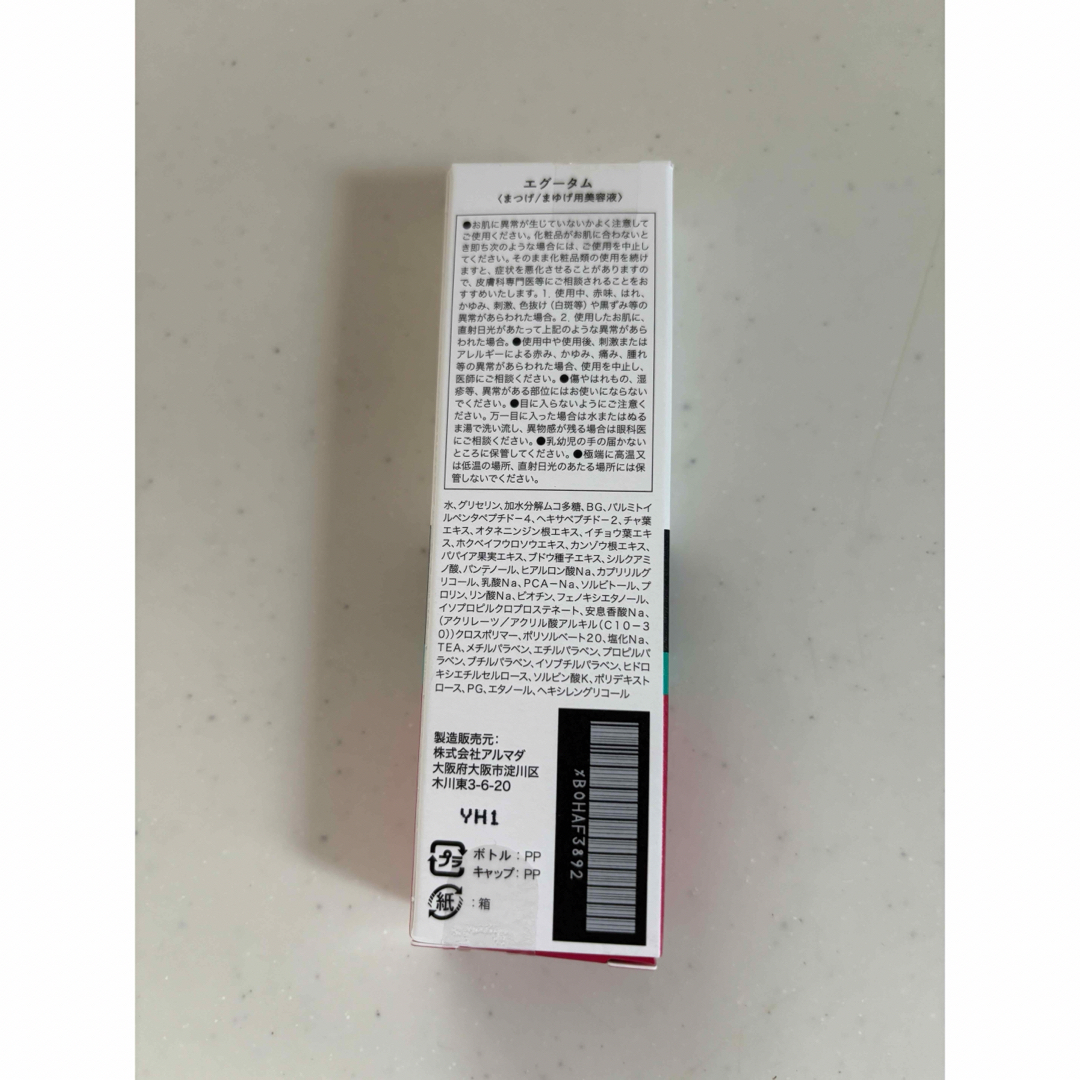 エグータム
〈まつげ/まゆげ用美容液〉
●お肌に異常が生じていないかよく注意して
ご使用ください。化粧品がお肌に合わないと
き即ち次のような場合には、ご使用を中止し
てください。そのまま化粧品類の使用を続け
ますと、症状を悪化させることがありますの
で、皮膚科専門医等にご相談されることをお
すすめいたします。1. 使用中、赤味、はれ、
かゆみ、刺激、色抜け(白斑等)や黒ずみ等の
異常があらわれた場合。2. 使用したお肌に、
直射日光があたって上記のような異常があら
われた場合。●使用中や使用後、刺激または
アレルギーによる赤み、かゆみ、痛み、腫れ
等の異常があらわれた場合、使用を中止し、
医師にご相談ください。●傷やはれもの、湿
疹等、異常がある部位にはお使いにならない
でください。●目に入らないようにご注意く
ださい。万一目に入った場合は水またはぬる
ま湯で洗い流し、異物感が残る場合は眼科医
にご相談ください。●乳幼児の手の届かない
ところに保管してください。●極端に高温又
は低温の場所、直射日光のあたる場所には保
管しないでください。
水、グリセリン、加水分解ムコ多糖、BG、パルミトイ
ルペンタペプチド-4、ヘキサペプチド-2、チャ葉
エキス、オタネニンジン根エキス、イチョウ葉エキ
ス、ホクベイフウロソウエキス、カンゾウ根エキス、
パパイア果実エキス、ブドウ種子エキス、シルクアミ
ノ酸、パンテノール、ヒアルロン酸Na、カプリリルグ
リコール、乳酸Na、PCA-Na、ソルビトール、プ
ロリン、リン酸Na、ビオチン、フェノキシエタノール、
イソプロピルクロプロステネート、安息香酸Na、
(アクリレーツ/アクリル酸アルキル(C10-3
0))クロスポリマー、ポリソルベート20、塩化Na、
TEA、メチルパラベン、エチルパラベン、プロピルパ
ラベン、ブチルパラベン、イソブチルパラベン、ヒドロ
キシエチルセルロース、ソルビン酸K、ポリデキスト
ロース、PG、エタノール、ヘキシレングリコール
製造販売元:
株式会社アルマダ
大阪府大阪市淀川区
木川東3-6-20
YH1
プラ ボトル:PP
キャップ:PP
紙 :箱
*B0HAF3892